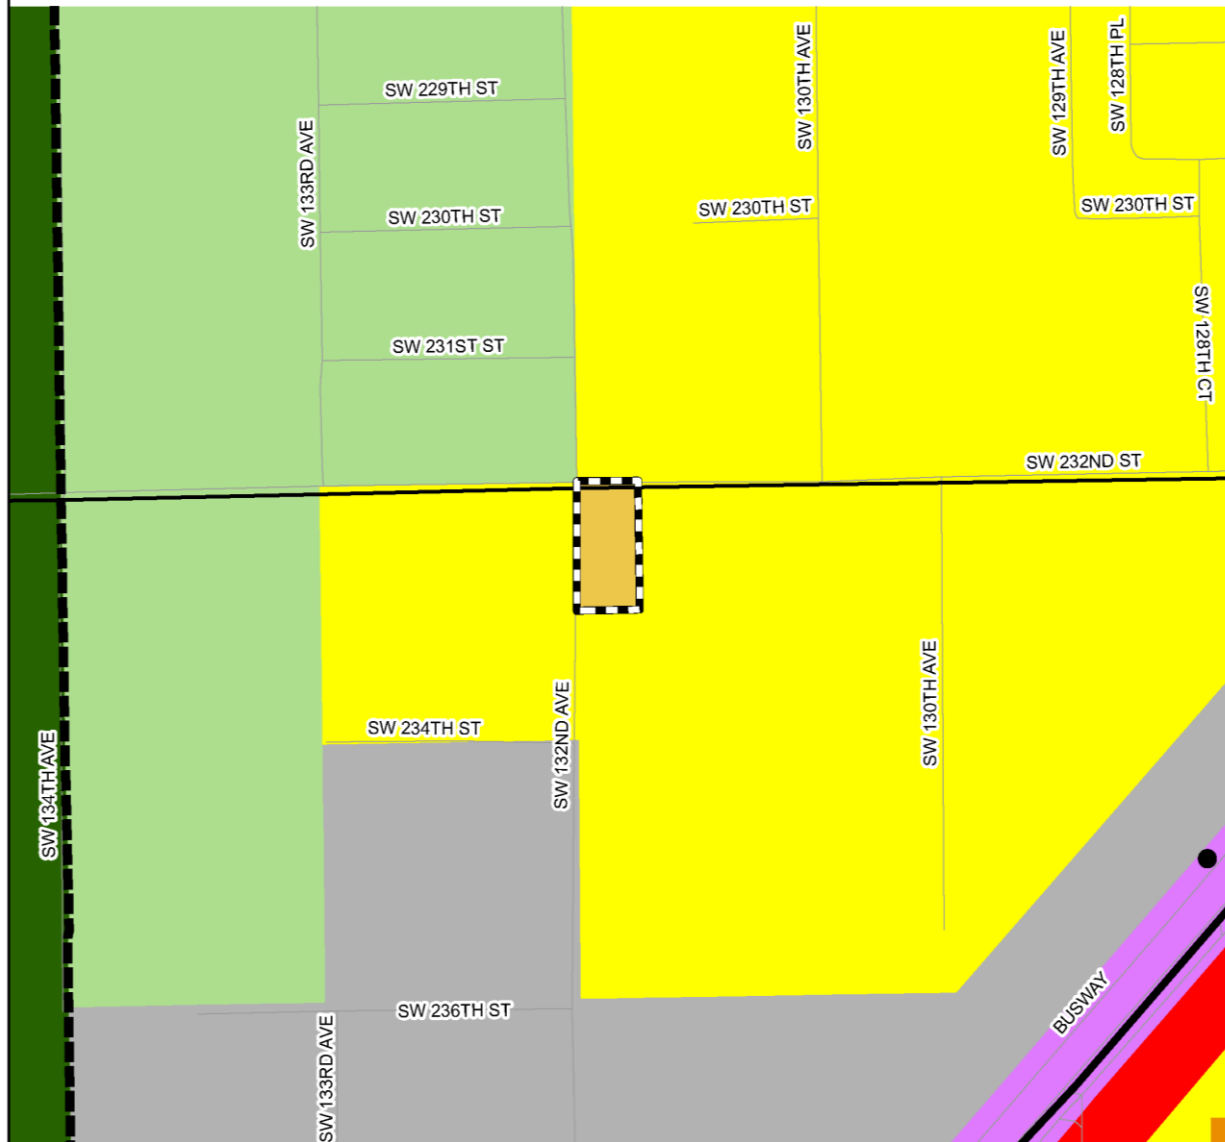 SW 128TH PL
SW 130TH AVE
SW 129TH AVE
SW 229TH ST
SW 133RD AVE
SW 230TH ST
SW 230TH ST
SW 230TH ST
SW 231ST ST
SW 128TH CT
SW 232ND ST
SW 130TH AVE
SW 132ND AVE
SW 234TH ST
SW 134TH AVE
BUSWAY
SW 236TH ST
SW 133RD AVE